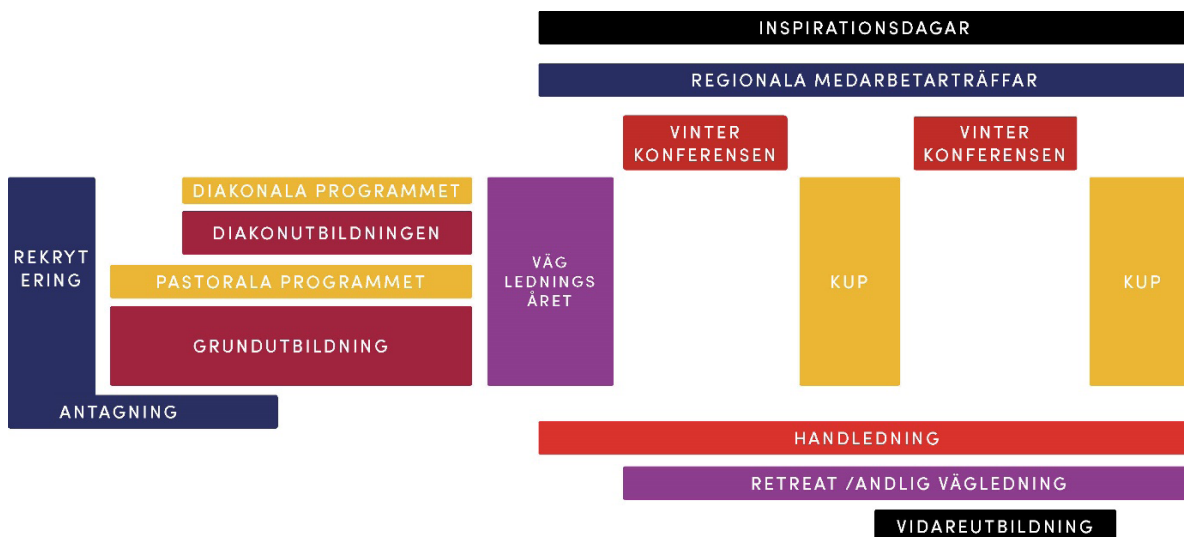 INSPIRATIONSDAGAR
REGIONALA MEDARBETARTRÄFFAR
VINTER
KONFERENSEN
VINTER
KONFERENSEN
REKRYT
ERING
DIAKONALA PROGRAMMET
DIAKONUTBILDNINGEN
PASTORALA PROGRAMMET
GRUNDUTBILDNING
ANTAGNING
VÄG
LEDNINGS
ÅRET
KUP
KUP
HANDLEDNING
RETREAT /ANDLIG VÄGLEDNING
VIDAREUTBILDNING